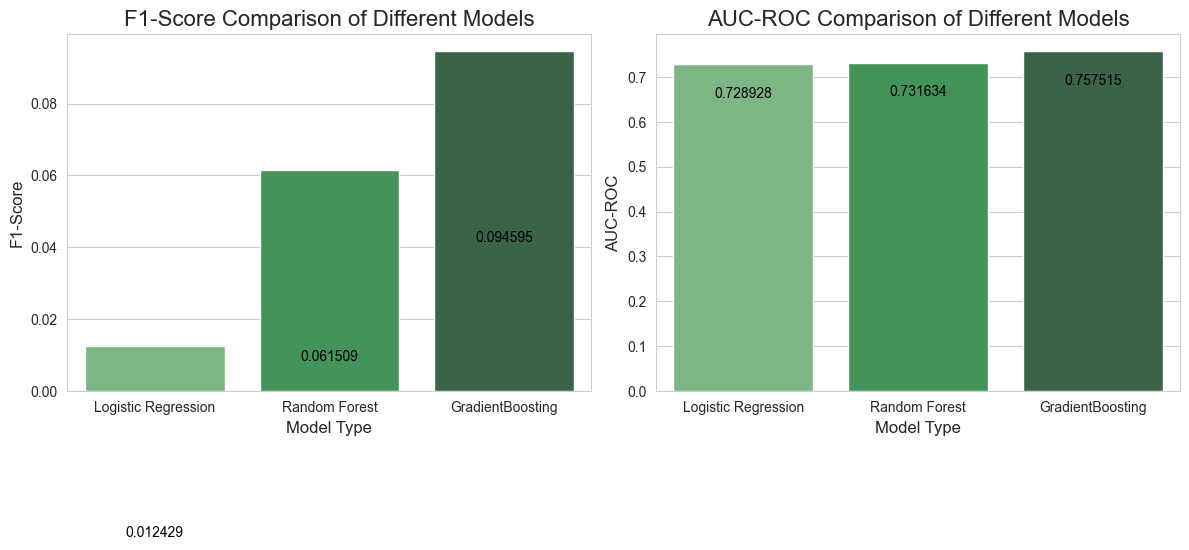 F1-Score Comparison of Different Models
F1-Score
0.08
0.06
0.04
0.02
0.00
0.094595
0.061509
Logistic Regression
Random Forest
GradientBoosting
Model Type
0.012429
AUC-ROC Comparison of Different Models
AUC-ROC
0.7
0.6
0.5
0.4
0.3
0.2
0.1
0.0
0.728928
0.731634
0.757515
Logistic Regression
Random Forest
GradientBoosting
Model Type